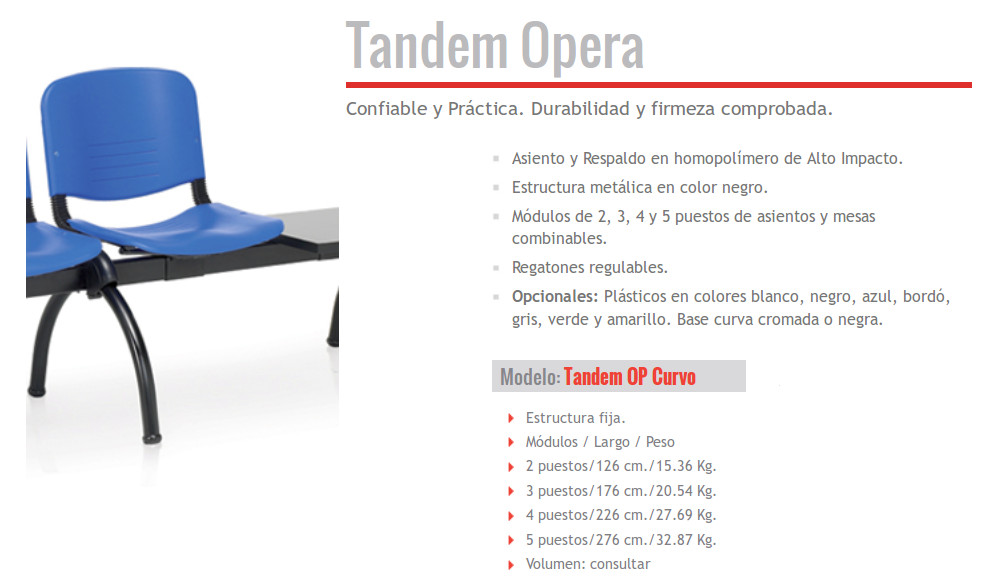 Tandem Opera
Confiable y Práctica. Durabilidad y firmeza comprobada.
Asiento y Respaldo en homopolímero de Alto Impacto.
Estructura metálica en color negro.
Módulos de 2, 3, 4 y 5 puestos de asientos y mesas
combinables.
Regatones regulables.
Opcionales: Plásticos en colores blanco, negro, azul, bordó,
gris, verde y amarillo. Base curva cromada o negra.
Modelo: Tandem OP Curvo
Estructura fija.
Módulos / Largo / Peso
2 puestos/126 cm./15.36 Kg.
3 puestos/176 cm./20.54 Kg.
4 puestos/226 cm./27.69 Kg.
5 puestos/276 cm./32.87 Kg.
Volumen: consultar